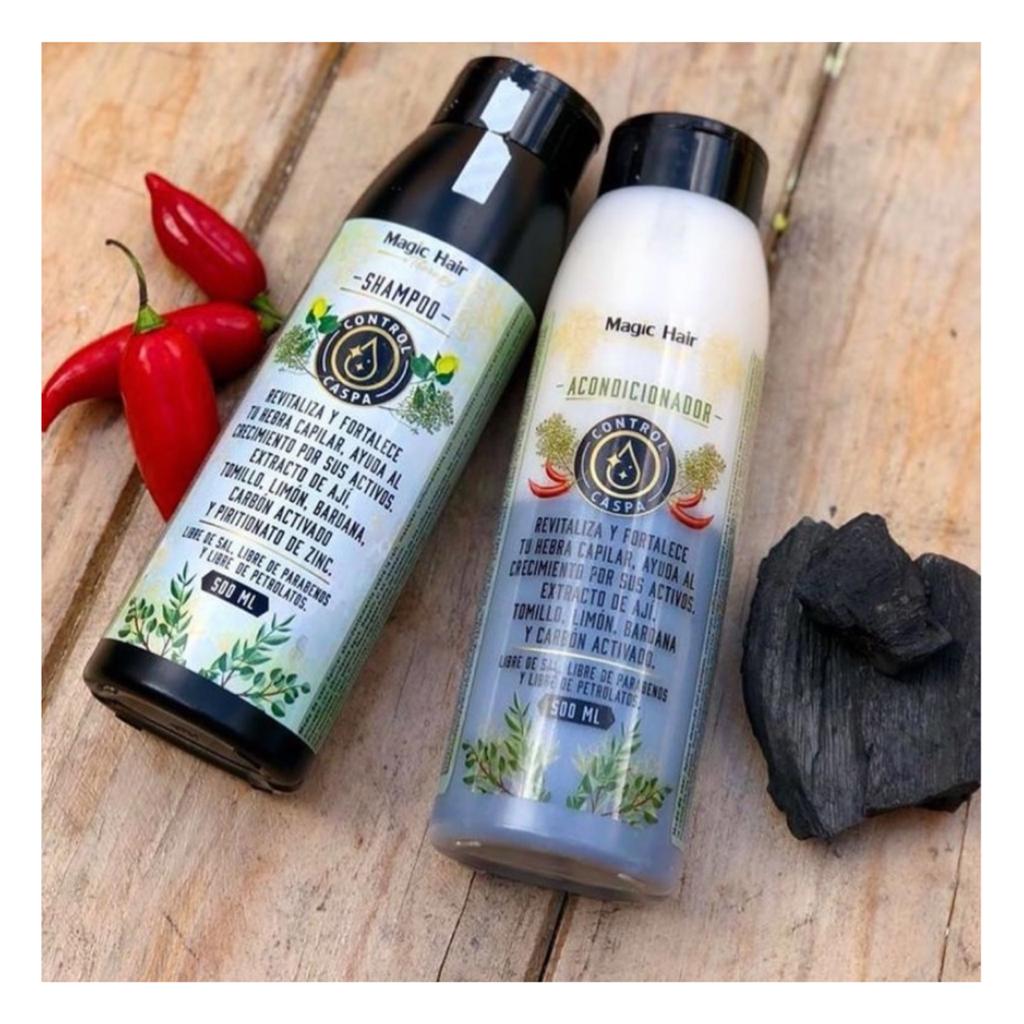 Magic Hair
Therapy
-SHAMPOO-
CONTROL
CASPA
REVITALIZA Y FORTALECE
TU HEBRA CAPILAR, AYUDA AL
CRECIMIENTO POR SUS ACTIVOS.
EXTRACTO DE AJÍ,
TOMILLO, LIMÓN, BARDANA,
CARBÓN ACTIVADO
Y PIRITIONATO DE ZINC.
LIBRE DE SAL, LIBRE DE PARABENOS
Y LIBRE DE PETROLATOS.
500 ML
Magic Hair
-ACONDICIONADOR-
CONTROL
CASPA
REVITALIZA Y FORTALECE
TU HEBRA CAPILAR, AYUDA AL
CRECIMIENTO POR SUS ACTIVOS,
EXTRACTO DE AJÍ,
TOMILLO, LIMÓN, BARDANA
Y CARBÓN ACTIVADO.
LIBRE DE SAL, LIBRE DE PARABENOS
Y LIBRE DE PETROLATOS.
500 ML